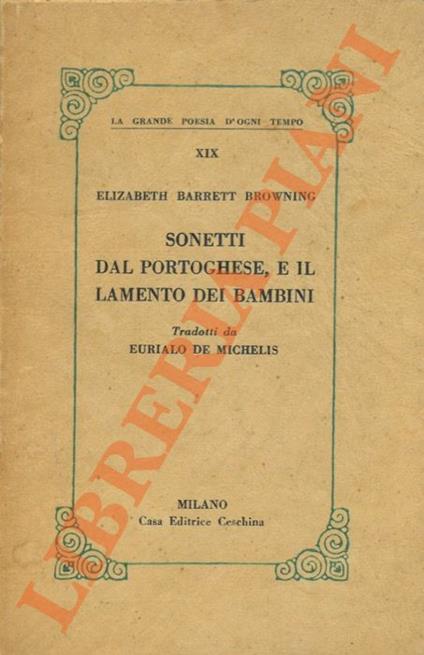 LA GRANDE POESIA D'OGNI TEMPO
XIX
ELIZABETH BARRETT BROWNING
SONETTI
DAL PORTOGHESE, E IL
LAMENTO DEI BAMBINI
Tradotti da
EURIALO DE MICHELIS
MILANO
Casa Editrice Ceschina
LIBRERIA PIANI